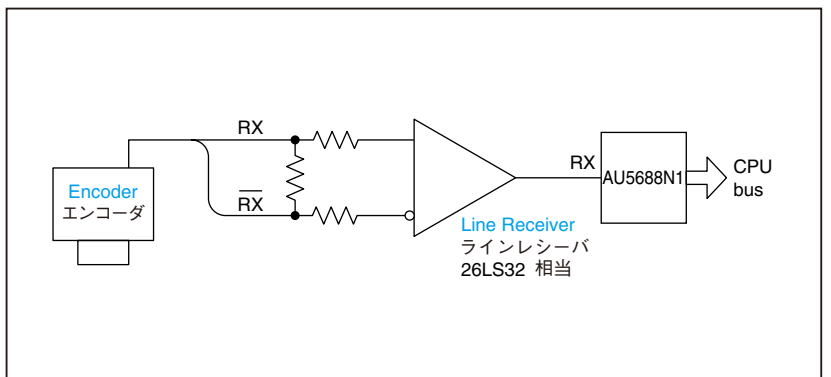 RX
RX
Encoder
エンコーダ
RX
AU5688N1
CPU
bus
Line Receiver
ラインレシーバ
26LS32 相当